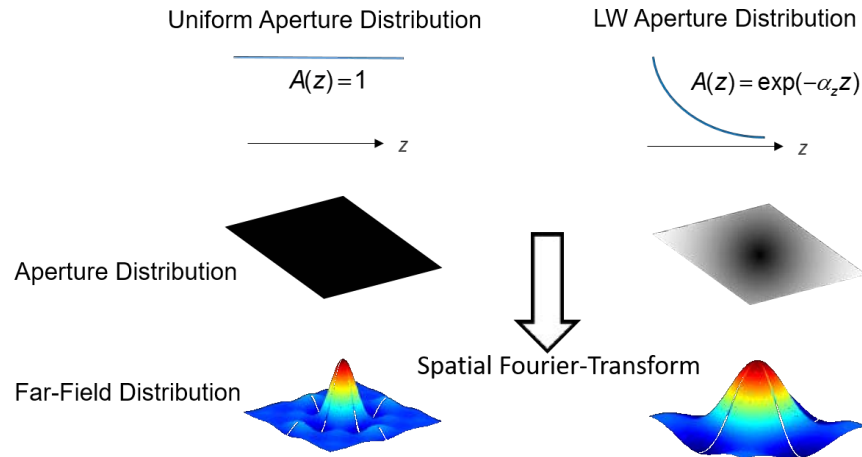 Uniform Aperture Distribution
LW Aperture Distribution
A(z) = 1
A(z) = exp(-α_z z)
z
z
Aperture Distribution
Spatial Fourier-Transform
Far-Field Distribution